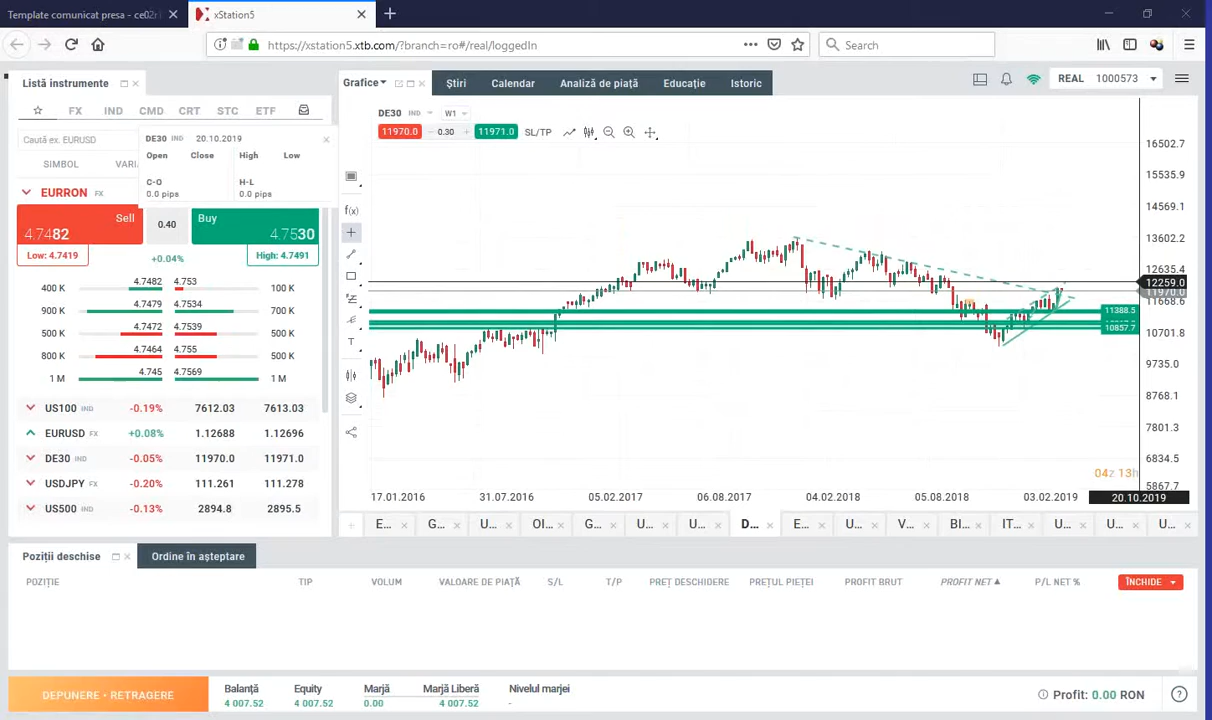 Template comunicat presa - ce02r
xStation5
https://xstation5.xtb.com/?branch=ro#/real/loggedIn
Search
Listă instrumente
Grafice
Știri
Calendar
Analiză de piață
Educație
Istoric
REAL 1000573
FX IND CMD CRT STC ETF
Caută ex. EURUSD
SIMBOL
VARI
DE30 IND 20.10.2019
Open Close High Low
C-O H-L
0.0 pips 0.0 pips
EURRON FX
Sell
4.7482
0.40
Buy
4.7530
Low: 4.7419
+0.04%
High: 4.7491
400 K 4.7482 4.753 100 K
900 K 4.7479 4.7534 700 K
500 K 4.7472 4.7539 500 K
800 K 4.7464 4.755 500 K
1 M 4.745 4.7569 1 M
US100 IND -0.19% 7612.03 7613.03
EURUSD FX +0.08% 1.12688 1.12696
DE30 IND -0.05% 11970.0 11971.0
USDJPY FX -0.20% 111.261 111.278
US500 IND -0.13% 2894.8 2895.5
DE30 IND W1
11970.0 0.30 11971.0 SL/TP
f(x)
T
16502.7
15535.9
14569.1
13602.2
12635.4
12259.0
11970.0
11668.6
11388.5
10857.7
10701.8
9735.0
8768.1
7801.3
6834.5
5867.7
04z 13h
17.01.2016 31.07.2016 05.02.2017 06.08.2017 04.02.2018 05.08.2018 03.02.2019 20.10.2019
E... G... U... OI... G... U... U... D... E... U... V... BI... IT... U... U... U...
Poziții deschise
Ordine în așteptare
POZIȚIE TIP VOLUM VALOARE DE PIAȚĂ S/L T/P PREȚ DESCHIDERE PREȚUL PIEȚEI PROFIT BRUT PROFIT NET P/L NET % ÎNCHIDE
DEPUNERE • RETRAGERE
Balanță Equity Marjă Marjă Liberă Nivelul marjei
4 007.52 4 007.52 0.00 4 007.52 -
Profit: 0.00 RON